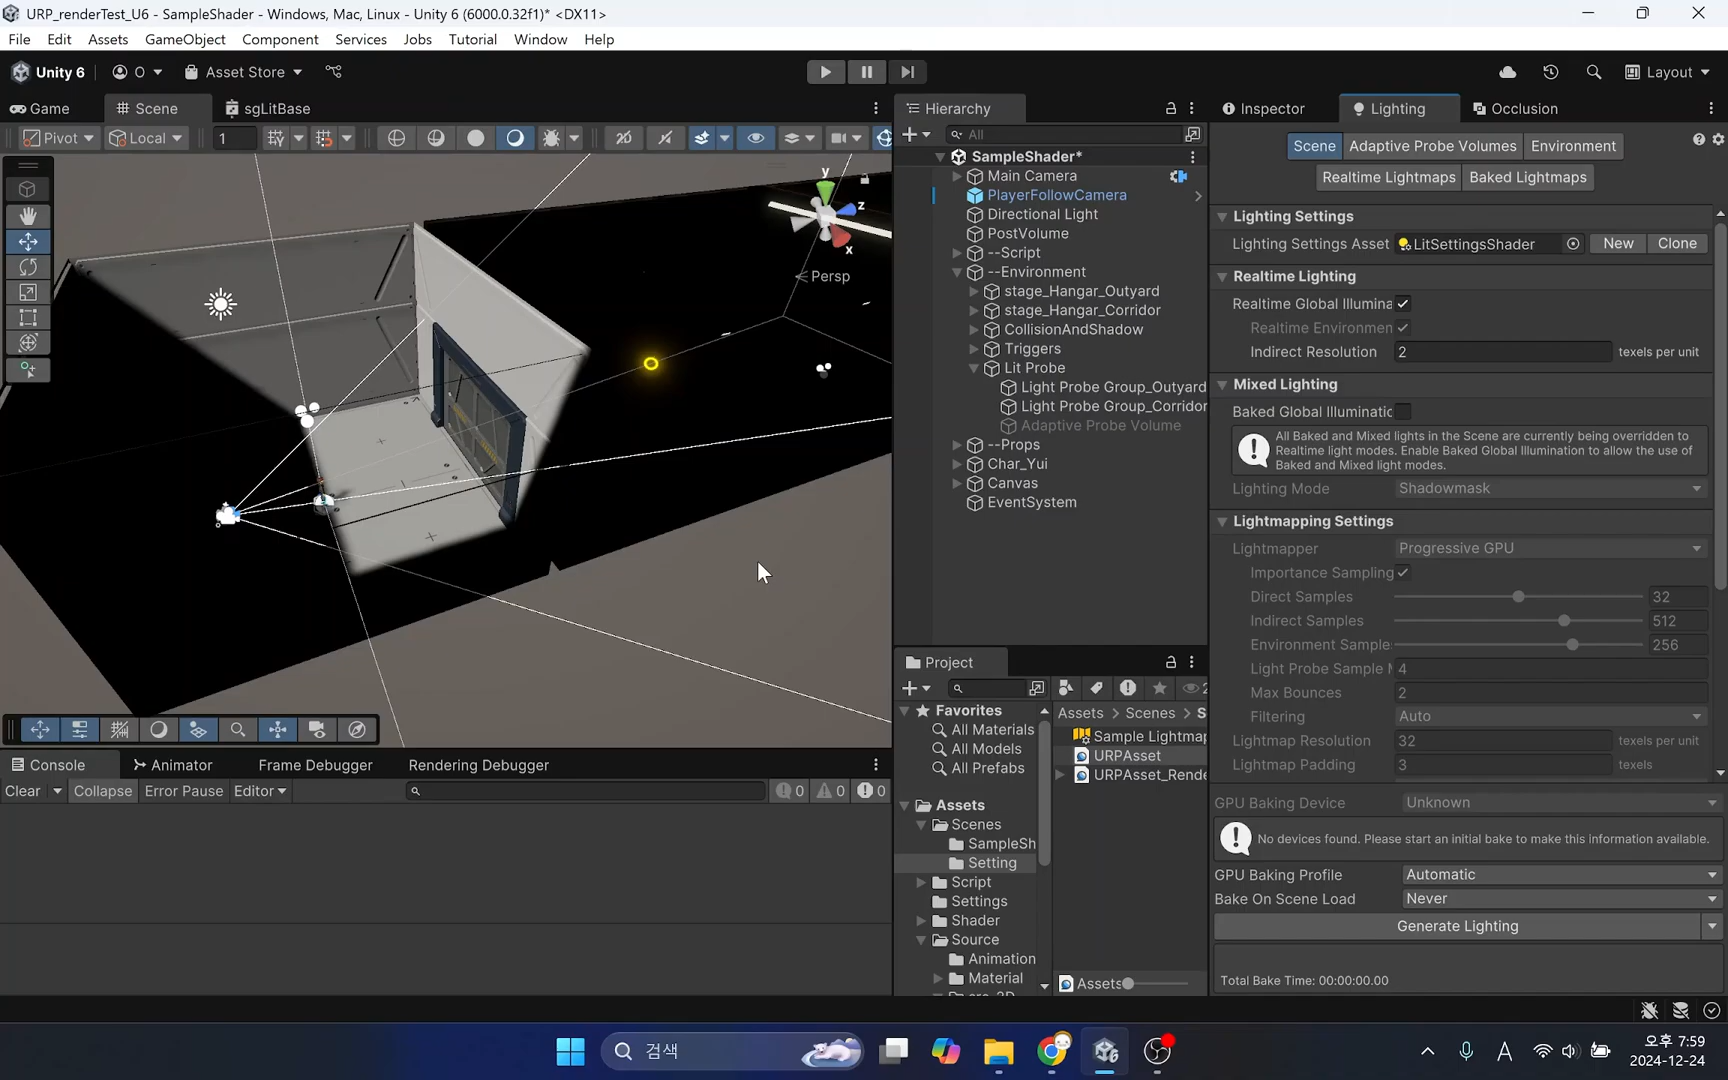 URP_renderTest_U6 - SampleShader - Windows, Mac, Linux - Unity 6 (6000.0.32f1)* <DX11>
File Edit Assets GameObject Component Services Jobs Tutorial Window Help
Unity 6 O Asset Store Layout
Game Scene sgLitBase
Pivot Local 1 2D
y
z
x
Persp
Console Animator Frame Debugger Rendering Debugger
Clear Collapse Error Pause Editor 0 0 0
Hierarchy
All
SampleShader*
Main Camera
PlayerFollowCamera
Directional Light
PostVolume
--Script
--Environment
stage_Hangar_Outyard
stage_Hangar_Corridor
CollisionAndShadow
Triggers
Lit Probe
Light Probe Group_Outyard
Light Probe Group_Corridor
Adaptive Probe Volume
--Props
Char_Yui
Canvas
EventSystem
Project
2
Favorites
All Materials
All Models
All Prefabs
Assets
Scenes
SampleSh
Setting
Script
Settings
Shader
Source
Animation
Material
Assets > Scenes > S
Sample Lightmap
URPAsset
URPAsset_Rende
Assets
Inspector Lighting Occlusion
Scene Adaptive Probe Volumes Environment
Realtime Lightmaps Baked Lightmaps
Lighting Settings
Lighting Settings Asset LitSettingsShader New Clone
Realtime Lighting
Realtime Global Illumina
Realtime Environmen
Indirect Resolution 2 texels per unit
Mixed Lighting
Baked Global Illuminatic
All Baked and Mixed lights in the Scene are currently being overridden to
Realtime light modes. Enable Baked Global Illumination to allow the use of
Baked and Mixed light modes.
Lighting Mode Shadowmask
Lightmapping Settings
Lightmapper Progressive GPU
Importance Sampling
Direct Samples 32
Indirect Samples 512
Environment Sample 256
Light Probe Sample M 4
Max Bounces 2
Filtering Auto
Lightmap Resolution 32 texels per unit
Lightmap Padding 3 texels
GPU Baking Device Unknown
No devices found. Please start an initial bake to make this information available.
GPU Baking Profile Automatic
Bake On Scene Load Never
Generate Lighting
Total Bake Time: 00:00:00.00
검색
A
오후 7:59
2024-12-24